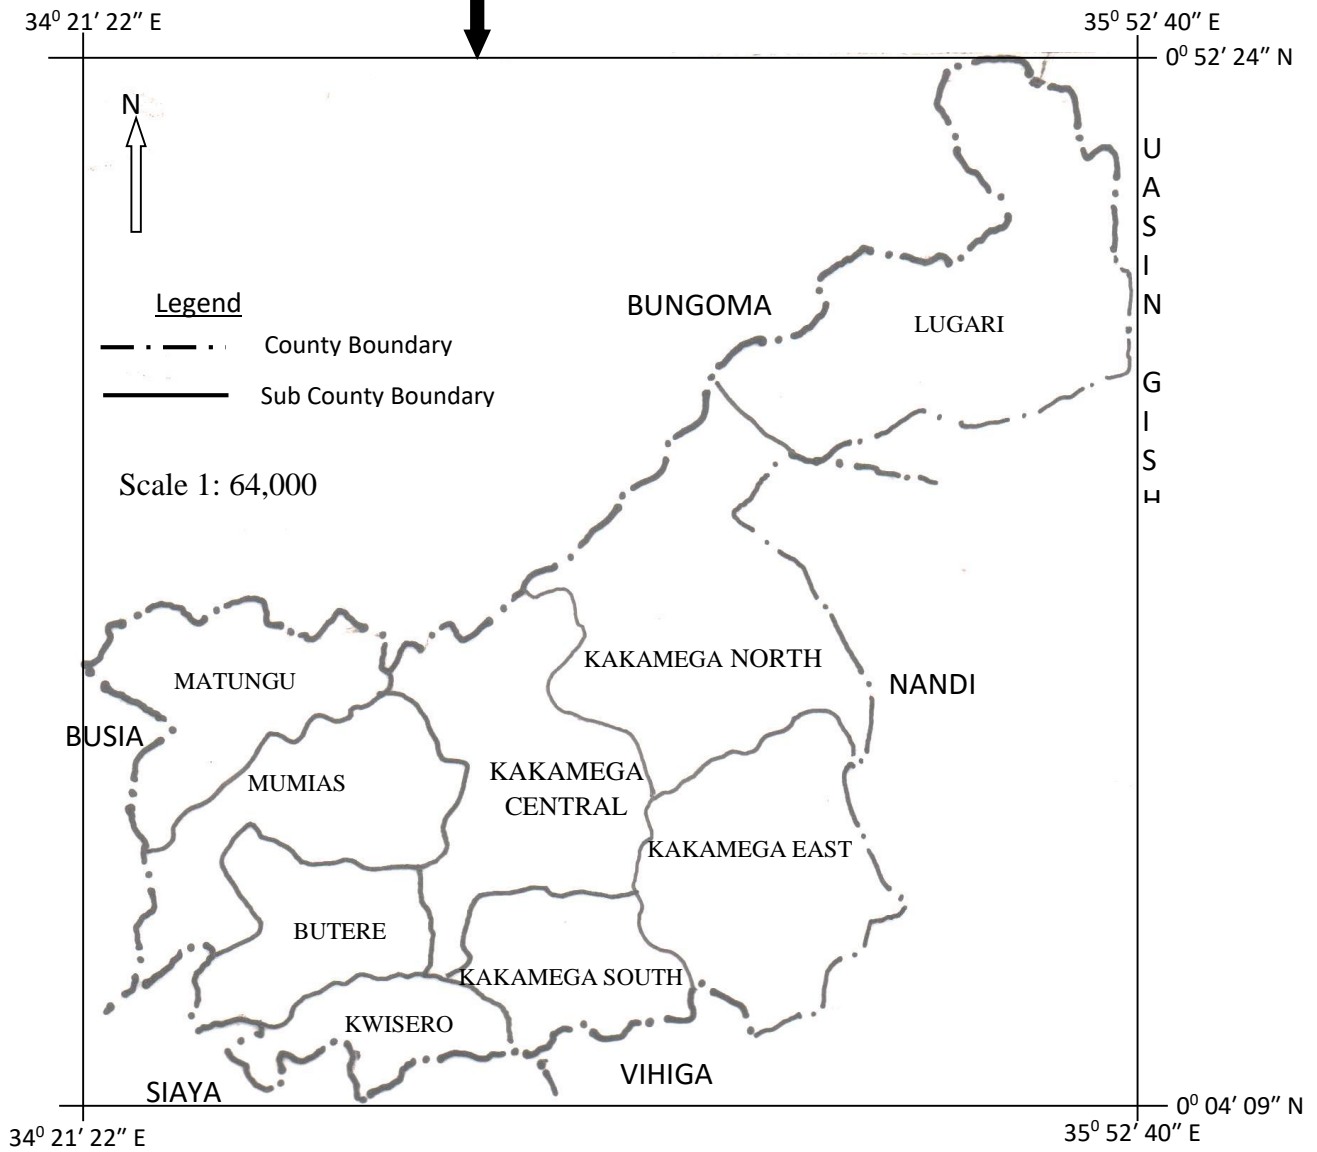 34⁰ 21′ 22″ E
35⁰ 52′ 40″ E
0⁰ 52′ 24″ N
N
UASIN GISH
BUNGOMA
Legend
LUGARI
County Boundary
Sub County Boundary
Scale 1: 64,000
KAKAMEGA NORTH
MATUNGU
NANDI
BUSIA
KAKAMEGA
CENTRAL
MUMIAS
KAKAMEGA EAST
BUTERE
KAKAMEGA SOUTH
KWISERO
VIHIGA
SIAYA
0⁰ 04′ 09″ N
34⁰ 21′ 22″ E
35⁰ 52′ 40″ E